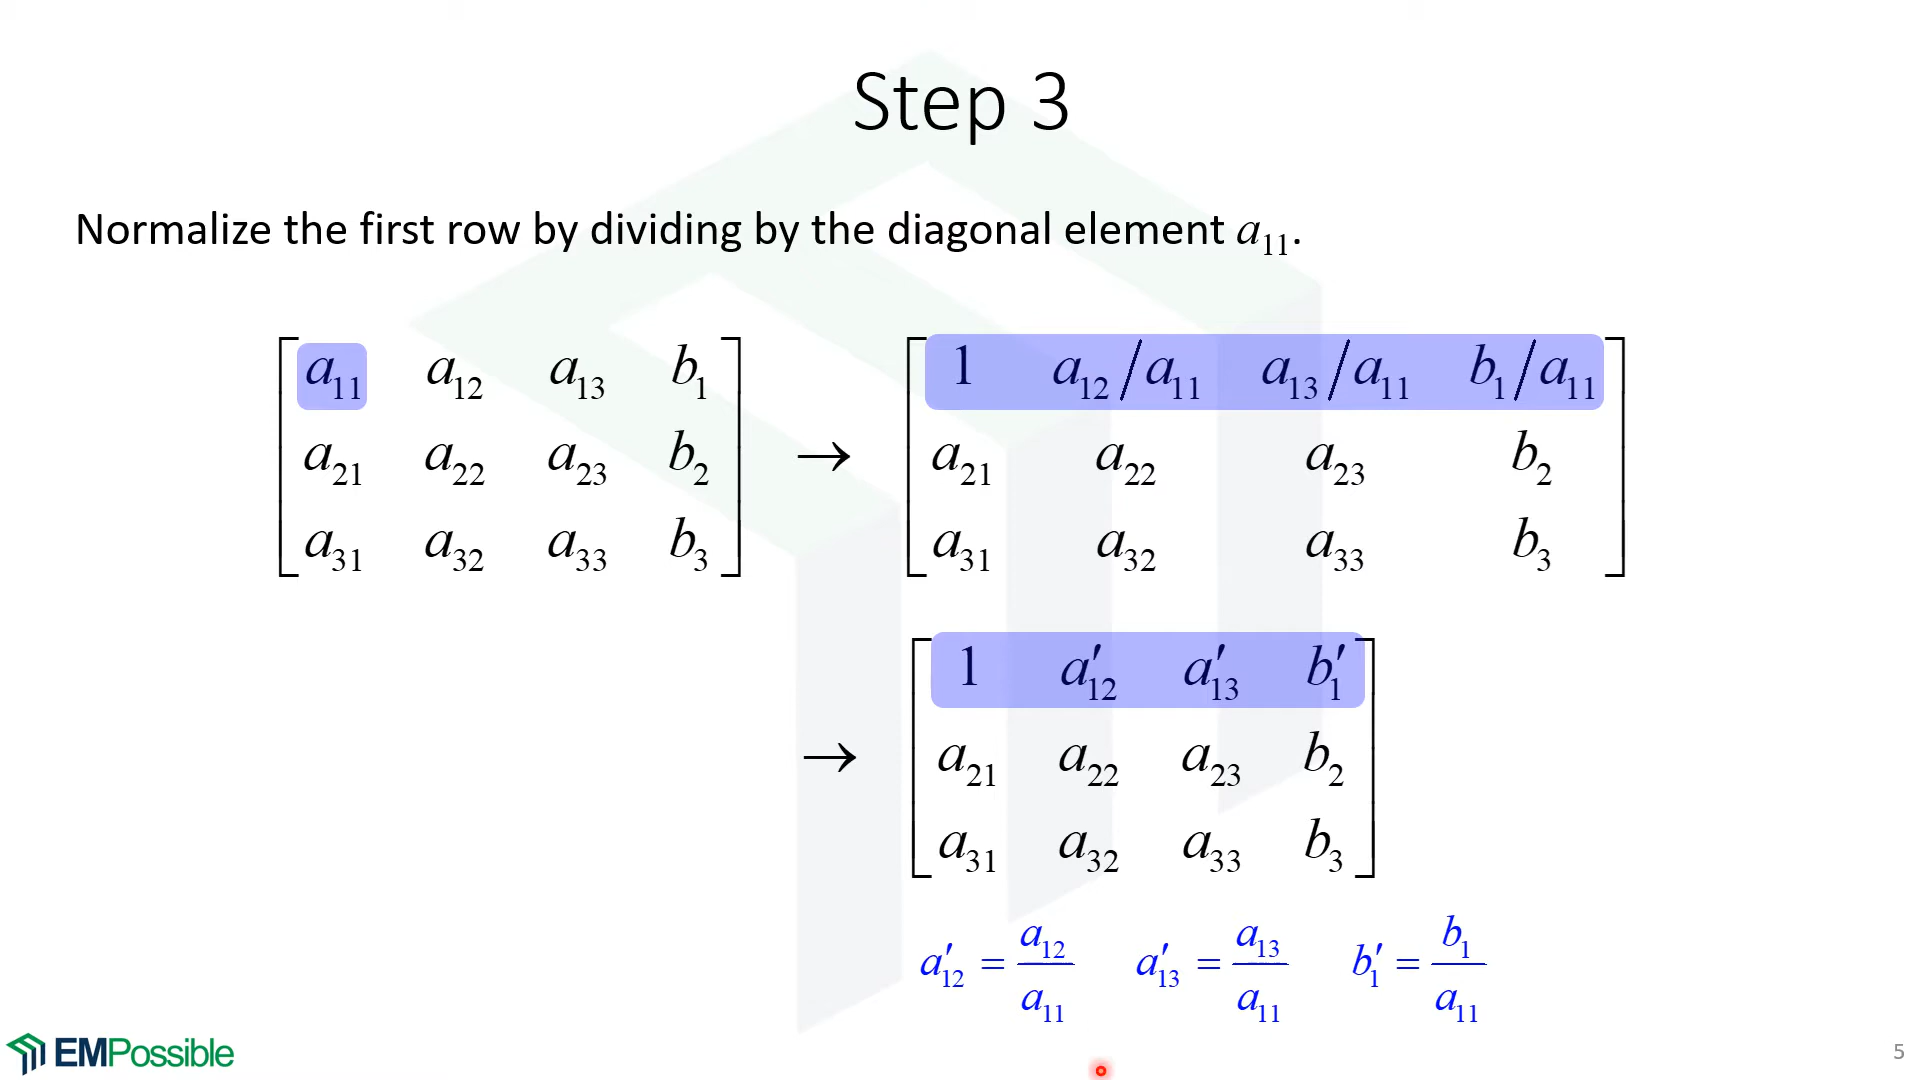 Step 3
Normalize the first row by dividing by the diagonal element a₁₁.
[ a₁₁ a₁₂ a₁₃ b₁ ] → [ 1 a₁₂/a₁₁ a₁₃/a₁₁ b₁/a₁₁ ]
[ a₂₁ a₂₂ a₂₃ b₂ ] [ a₂₁ a₂₂ a₂₃ b₂ ]
[ a₃₁ a₃₂ a₃₃ b₃ ] [ a₃₁ a₃₂ a₃₃ b₃ ]
→ [ 1 a′₁₂ a′₁₃ b′₁ ]
[ a₂₁ a₂₂ a₂₃ b₂ ]
[ a₃₁ a₃₂ a₃₃ b₃ ]
a′₁₂ = a₁₂/a₁₁ a′₁₃ = a₁₃/a₁₁ b′₁ = b₁/a₁₁
EMPossible
5